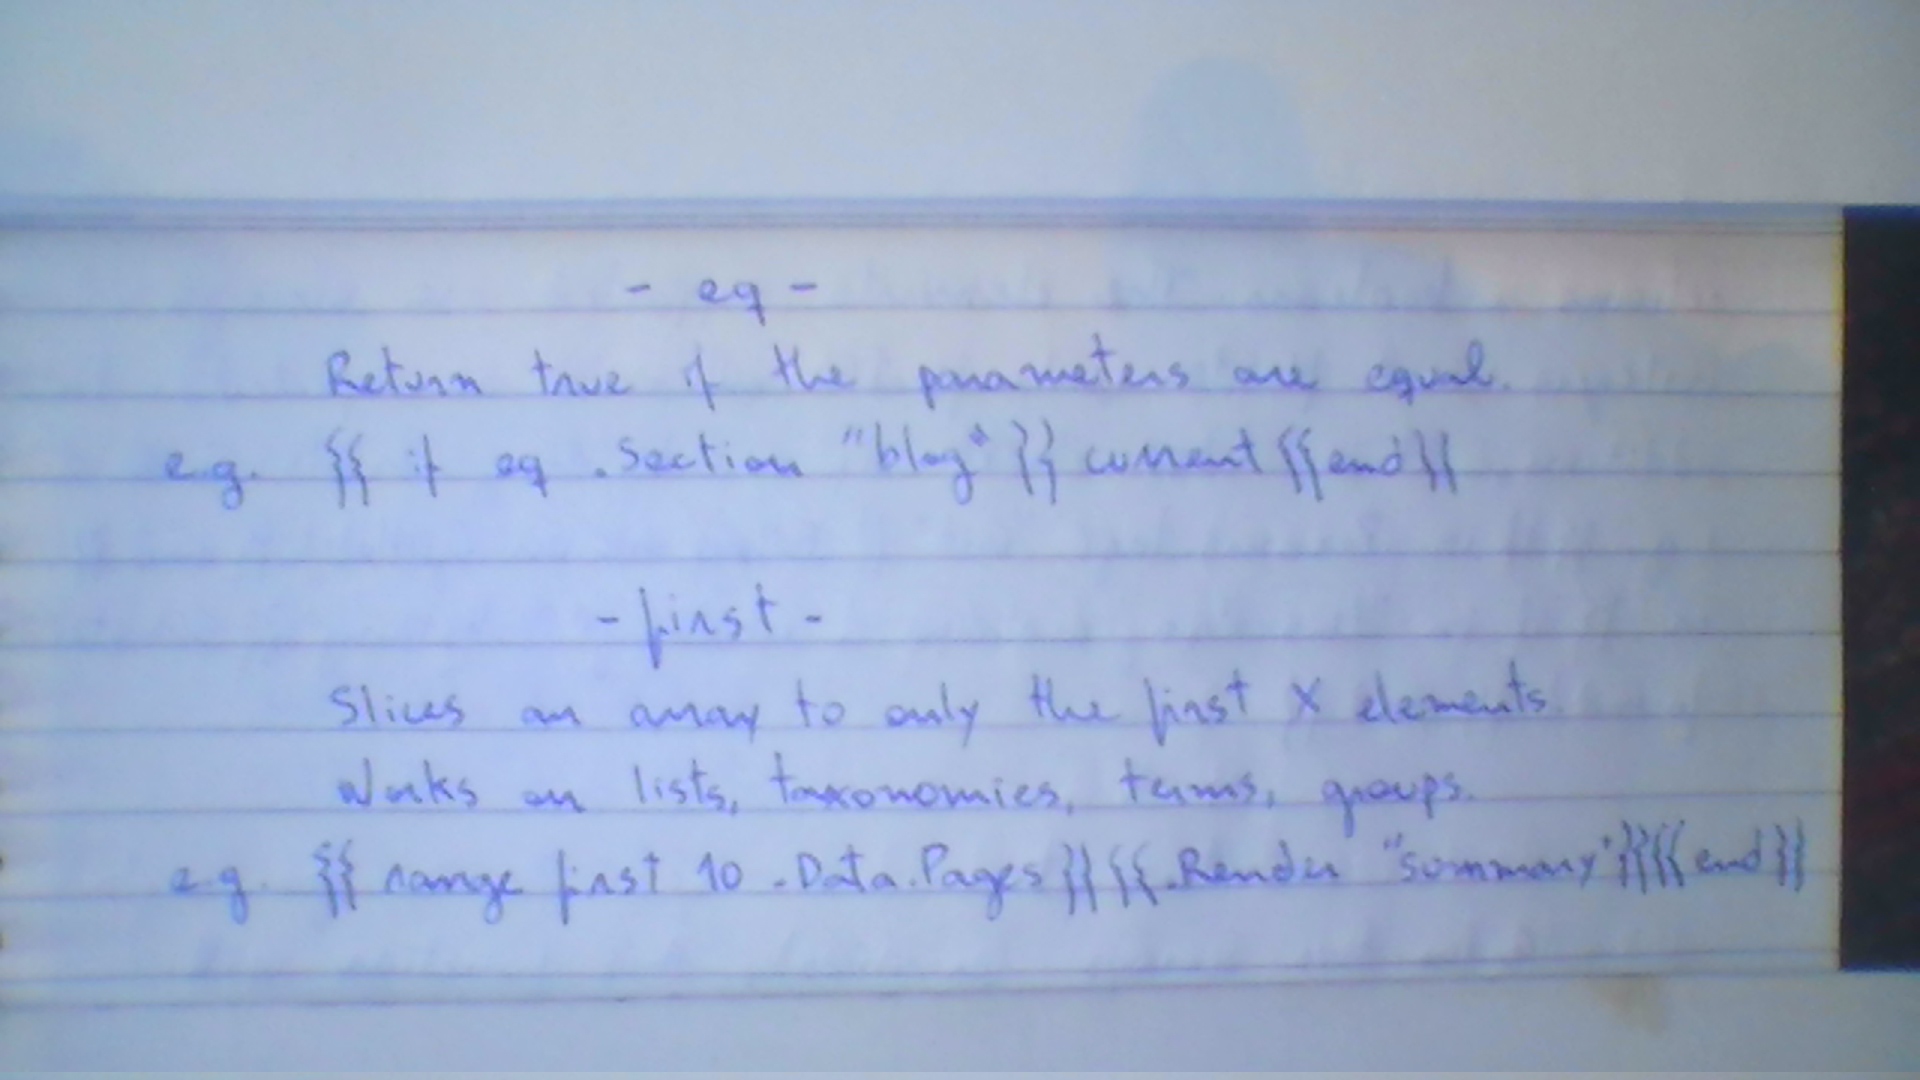 - eq -
Return true if the parameters are equal.
e.g. {{ if eq .Section "blog" }} current {{ end }}
- first -
Slices an array to only the first X elements.
Works on lists, taxonomies, terms, groups.
e.g. {{ range first 10 .Data.Pages }} {{ .Render "summary" }} {{ end }}